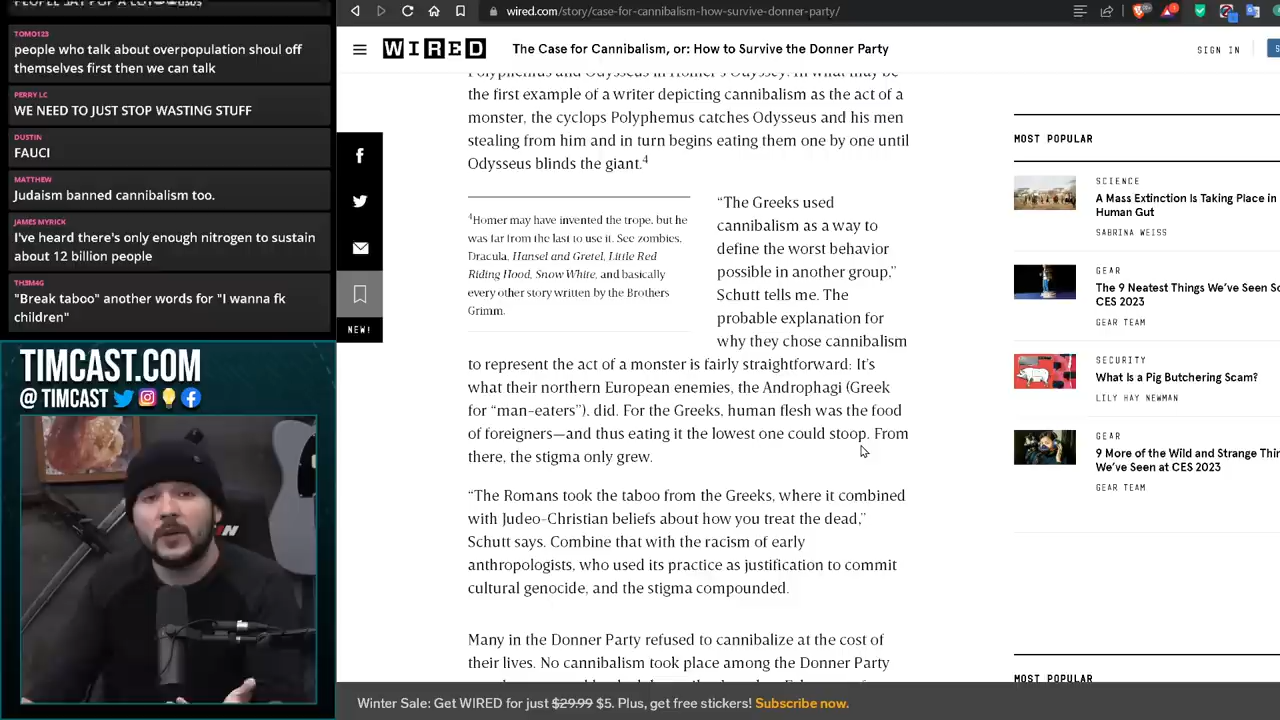 TOMO123
people who talk about overpopulation shoul off
themselves first then we can talk
PERRY LC
WE NEED TO JUST STOP WASTING STUFF
DUSTIN
FAUCI
MATTHEW
Judaism banned cannibalism too.
JAMES MYRICK
I've heard there's only enough nitrogen to sustain
about 12 billion people
TH3M4G
"Break taboo" another words for "I wanna fk
children"
TIMCAST.COM
@ TIMCAST
wired.com/story/case-for-cannibalism-how-survive-donner-party/
WIRED
The Case for Cannibalism, or: How to Survive the Donner Party
SIGN IN
NEW!
Polyphemus and Odysseus in Homer's Odyssey. In what may be
the first example of a writer depicting cannibalism as the act of a
monster, the cyclops Polyphemus catches Odysseus and his men
stealing from him and in turn begins eating them one by one until
Odysseus blinds the giant.4
4Homer may have invented the trope, but he
was far from the last to use it. See zombies,
Dracula, Hansel and Gretel, Little Red
Riding Hood, Snow White, and basically
every other story written by the Brothers
Grimm.
“The Greeks used
cannibalism as a way to
define the worst behavior
possible in another group,”
Schutt tells me. The
probable explanation for
why they chose cannibalism
to represent the act of a monster is fairly straightforward: It's
what their northern European enemies, the Androphagi (Greek
for “man-eaters”), did. For the Greeks, human flesh was the food
of foreigners—and thus eating it the lowest one could stoop. From
there, the stigma only grew.
“The Romans took the taboo from the Greeks, where it combined
with Judeo-Christian beliefs about how you treat the dead,”
Schutt says. Combine that with the racism of early
anthropologists, who used its practice as justification to commit
cultural genocide, and the stigma compounded.
Many in the Donner Party refused to cannibalize at the cost of
their lives. No cannibalism took place among the Donner Party
MOST POPULAR
SCIENCE
A Mass Extinction Is Taking Place in
Human Gut
SABRINA WEISS
GEAR
The 9 Neatest Things We've Seen So
CES 2023
GEAR TEAM
SECURITY
What Is a Pig Butchering Scam?
LILY HAY NEWMAN
GEAR
9 More of the Wild and Strange Thin
We've Seen at CES 2023
GEAR TEAM
MOST POPULAR
Winter Sale: Get WIRED for just $29.99 $5. Plus, get free stickers! Subscribe now.